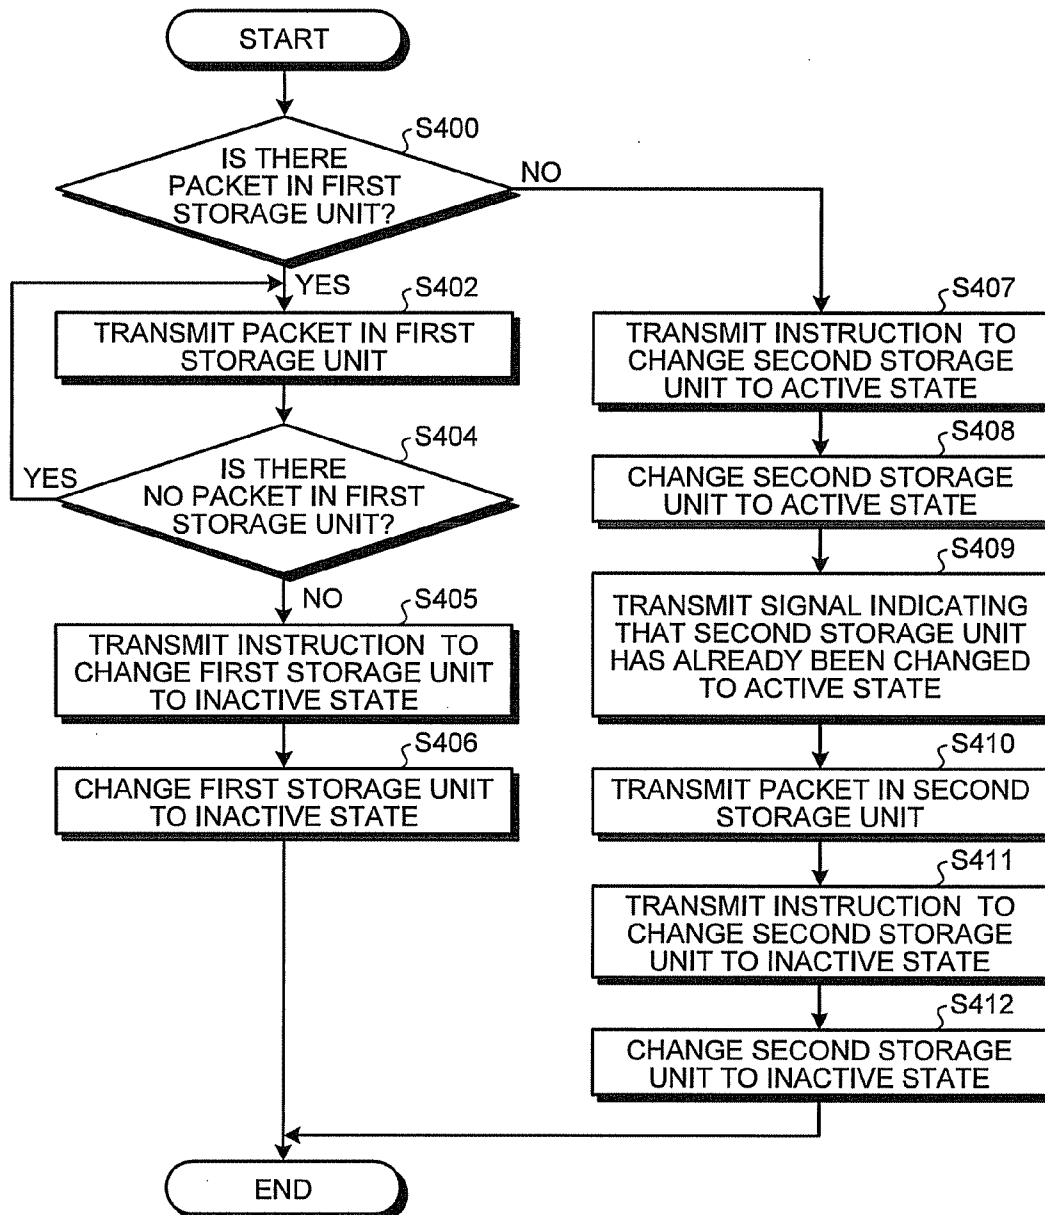 START
S400
IS THERE
PACKET IN FIRST
STORAGE UNIT?
NO
YES
S402
TRANSMIT PACKET IN FIRST
STORAGE UNIT
S404
YES
IS THERE
NO PACKET IN FIRST
STORAGE UNIT?
NO
S405
TRANSMIT INSTRUCTION TO
CHANGE FIRST STORAGE UNIT
TO INACTIVE STATE
S406
CHANGE FIRST STORAGE UNIT
TO INACTIVE STATE
S407
TRANSMIT INSTRUCTION TO
CHANGE SECOND STORAGE
UNIT TO ACTIVE STATE
S408
CHANGE SECOND STORAGE
UNIT TO ACTIVE STATE
S409
TRANSMIT SIGNAL INDICATING
THAT SECOND STORAGE UNIT
HAS ALREADY BEEN CHANGED
TO ACTIVE STATE
S410
TRANSMIT PACKET IN SECOND
STORAGE UNIT
S411
TRANSMIT INSTRUCTION TO
CHANGE SECOND STORAGE
UNIT TO INACTIVE STATE
S412
CHANGE SECOND STORAGE
UNIT TO INACTIVE STATE
END